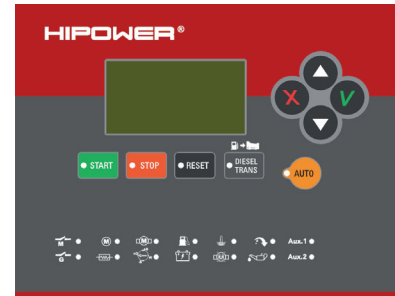 HIPOWER®
X
V
START
STOP
RESET
DIESEL
TRANS
AUTO
M
M
M
Aux.1
G
Aux.2